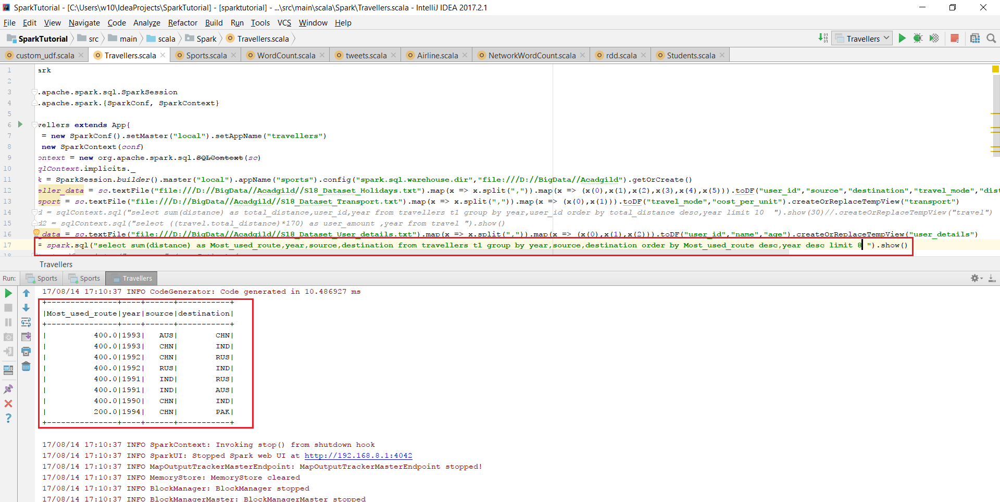 SparkTutorial - [C:\Users\w10\IdeaProjects\SparkTutorial] - [sparktutorial] - ...\src\main\scala\Spark\Travellers.scala - IntelliJ IDEA 2017.2.1
File Edit View Navigate Code Analyze Refactor Build Run Tools VCS Window Help
SparkTutorial src main scala Spark Travellers.scala Travellers
custom_udf.scala Travellers.scala Sports.scala WordCount.scala tweets.scala Airline.scala NetworkWordCount.scala rdd.scala Students.scala
1 ark
2
3 .apache.spark.sql.SparkSession
4 .apache.spark.{SparkConf, SparkContext}
5
6 vellers extends App{
7 = new SparkConf().setMaster("local").setAppName("travellers")
8 new SparkContext(conf)
9 ontext = new org.apache.spark.sql.SQLContext(sc)
10 qlContext.implicits._
11 k = SparkSession.builder().master("local").appName("sports").config("spark.sql.warehouse.dir","file:///D://BigData//Acadgild").getOrCreate()
12 eller_data = sc.textFile("file:///D://BigData//Acadgild//S18_Dataset_Holidays.txt").map(x => x.split(",")).map(x => (x(0),x(1),x(2),x(3),x(4),x(5))).toDF("user_id","source","destination","travel_mode","dist
13 sport = sc.textFile("file:///D://BigData//Acadgild//S18_Dataset_Transport.txt").map(x => x.split(",")).map(x => (x(0),x(1))).toDF("travel_mode","cost_per_unit").createOrReplaceTempView("transport")
14 d = sqlContext.sql("select sum(distance) as total_distance,user_id,year from travellers t1 group by year,user_id order by total_distance desc,year limit 10  ").show(30)//.createOrReplaceTempView("travel")
15 d2 = sqlContext.sql("select ((travel.total_distance)*170) as user_amount ,year from travel ").show()
16 _data = sc.textFile("file:///D://BigData//Acadgild//S18_Dataset_User_details.txt").map(x => x.split(",")).map(x => (x(0),x(1),x(2))).toDF("user_id","name","age").createOrReplaceTempView("user_details")
17 = spark.sql("select sum(distance) as Most_used_route,year,source,destination from travellers t1 group by year,source,destination order by Most_used_route desc,year desc limit 8 ").show()
18
Travellers
Run: Sports Sports Travellers
17/08/14 17:10:37 INFO CodeGenerator: Code generated in 10.486927 ms
+---------------+----+------+-----------+
|Most_used_route|year|source|destination|
+---------------+----+------+-----------+
|          400.0|1993|   AUS|        CHN|
|          400.0|1993|   CHN|        IND|
|          400.0|1992|   CHN|        RUS|
|          400.0|1992|   RUS|        IND|
|          400.0|1991|   IND|        RUS|
|          400.0|1991|   IND|        AUS|
|          400.0|1990|   CHN|        IND|
|          200.0|1994|   CHN|        PAK|
+---------------+----+------+-----------+
17/08/14 17:10:37 INFO SparkContext: Invoking stop() from shutdown hook
17/08/14 17:10:37 INFO SparkUI: Stopped Spark web UI at http://192.168.8.1:4042
17/08/14 17:10:37 INFO MapOutputTrackerMasterEndpoint: MapOutputTrackerMasterEndpoint stopped!
17/08/14 17:10:37 INFO MemoryStore: MemoryStore cleared
17/08/14 17:10:37 INFO BlockManager: BlockManager stopped
17/08/14 17:10:37 INFO BlockManagerMaster: BlockManagerMaster stopped